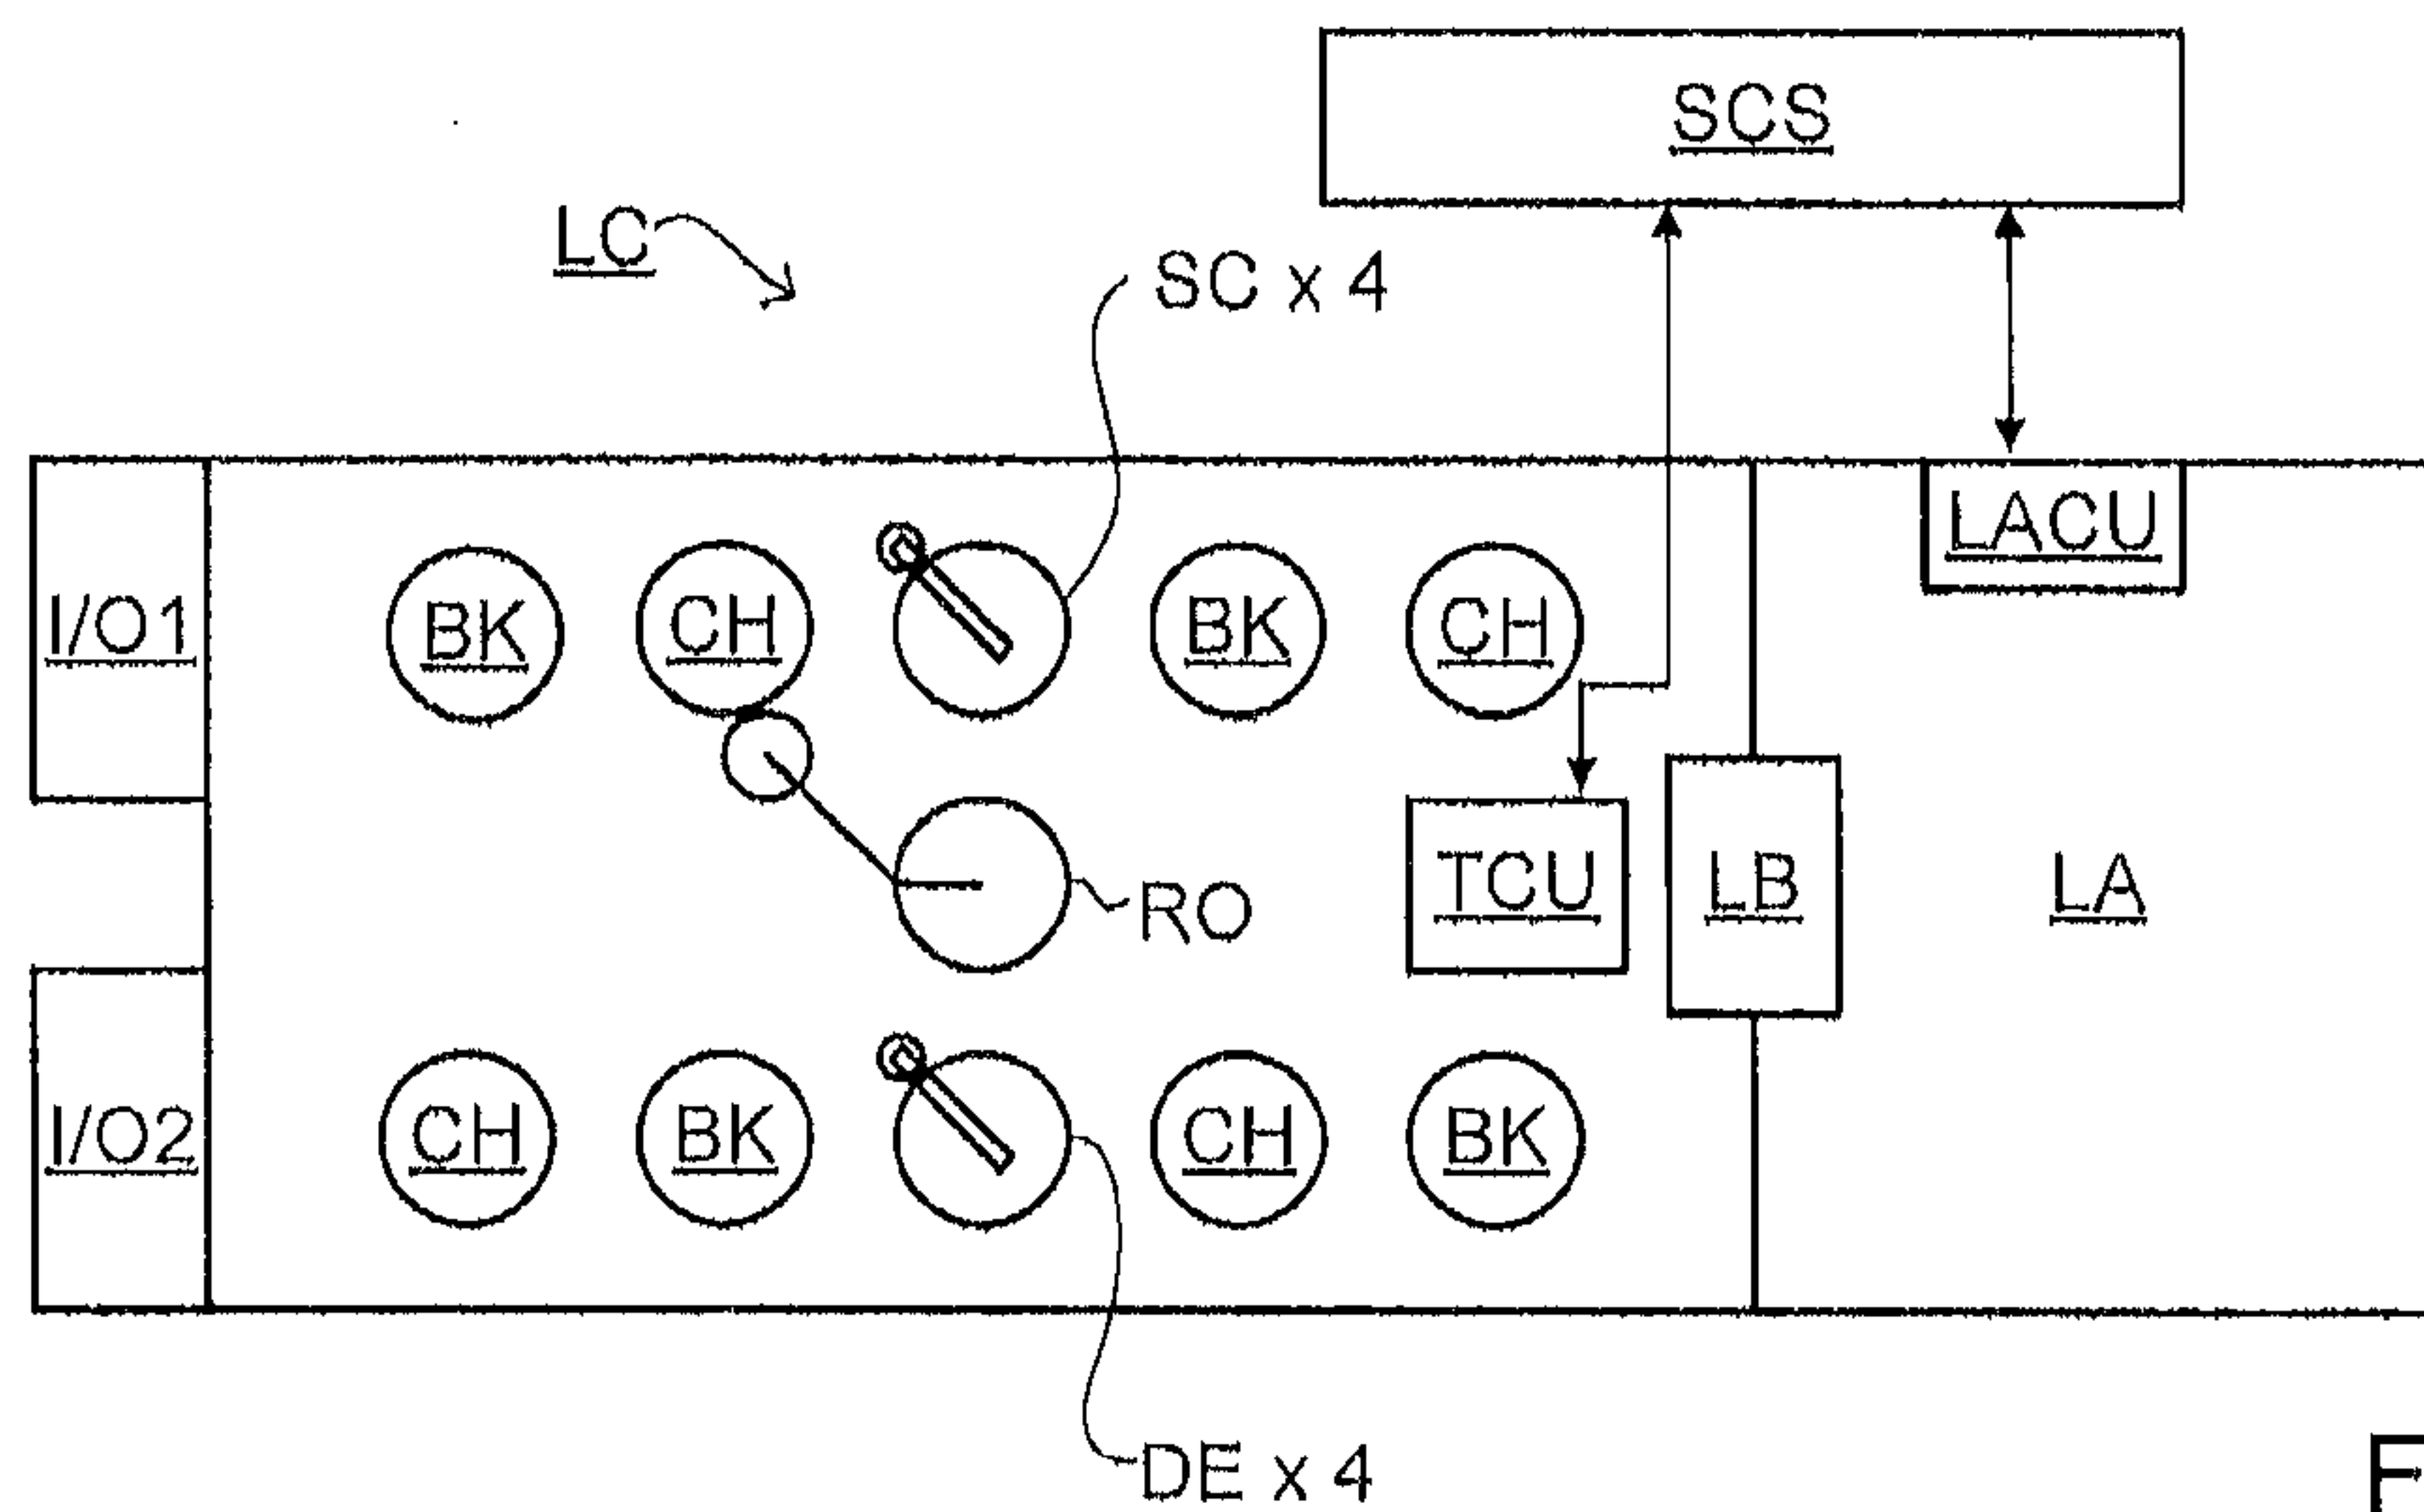 SCS
LC
SC x 4
LACU
I/O1
BK
CH
BK
CH
RO
TCU
LB
LA
I/O2
CH
BK
CH
BK
DE x 4
F